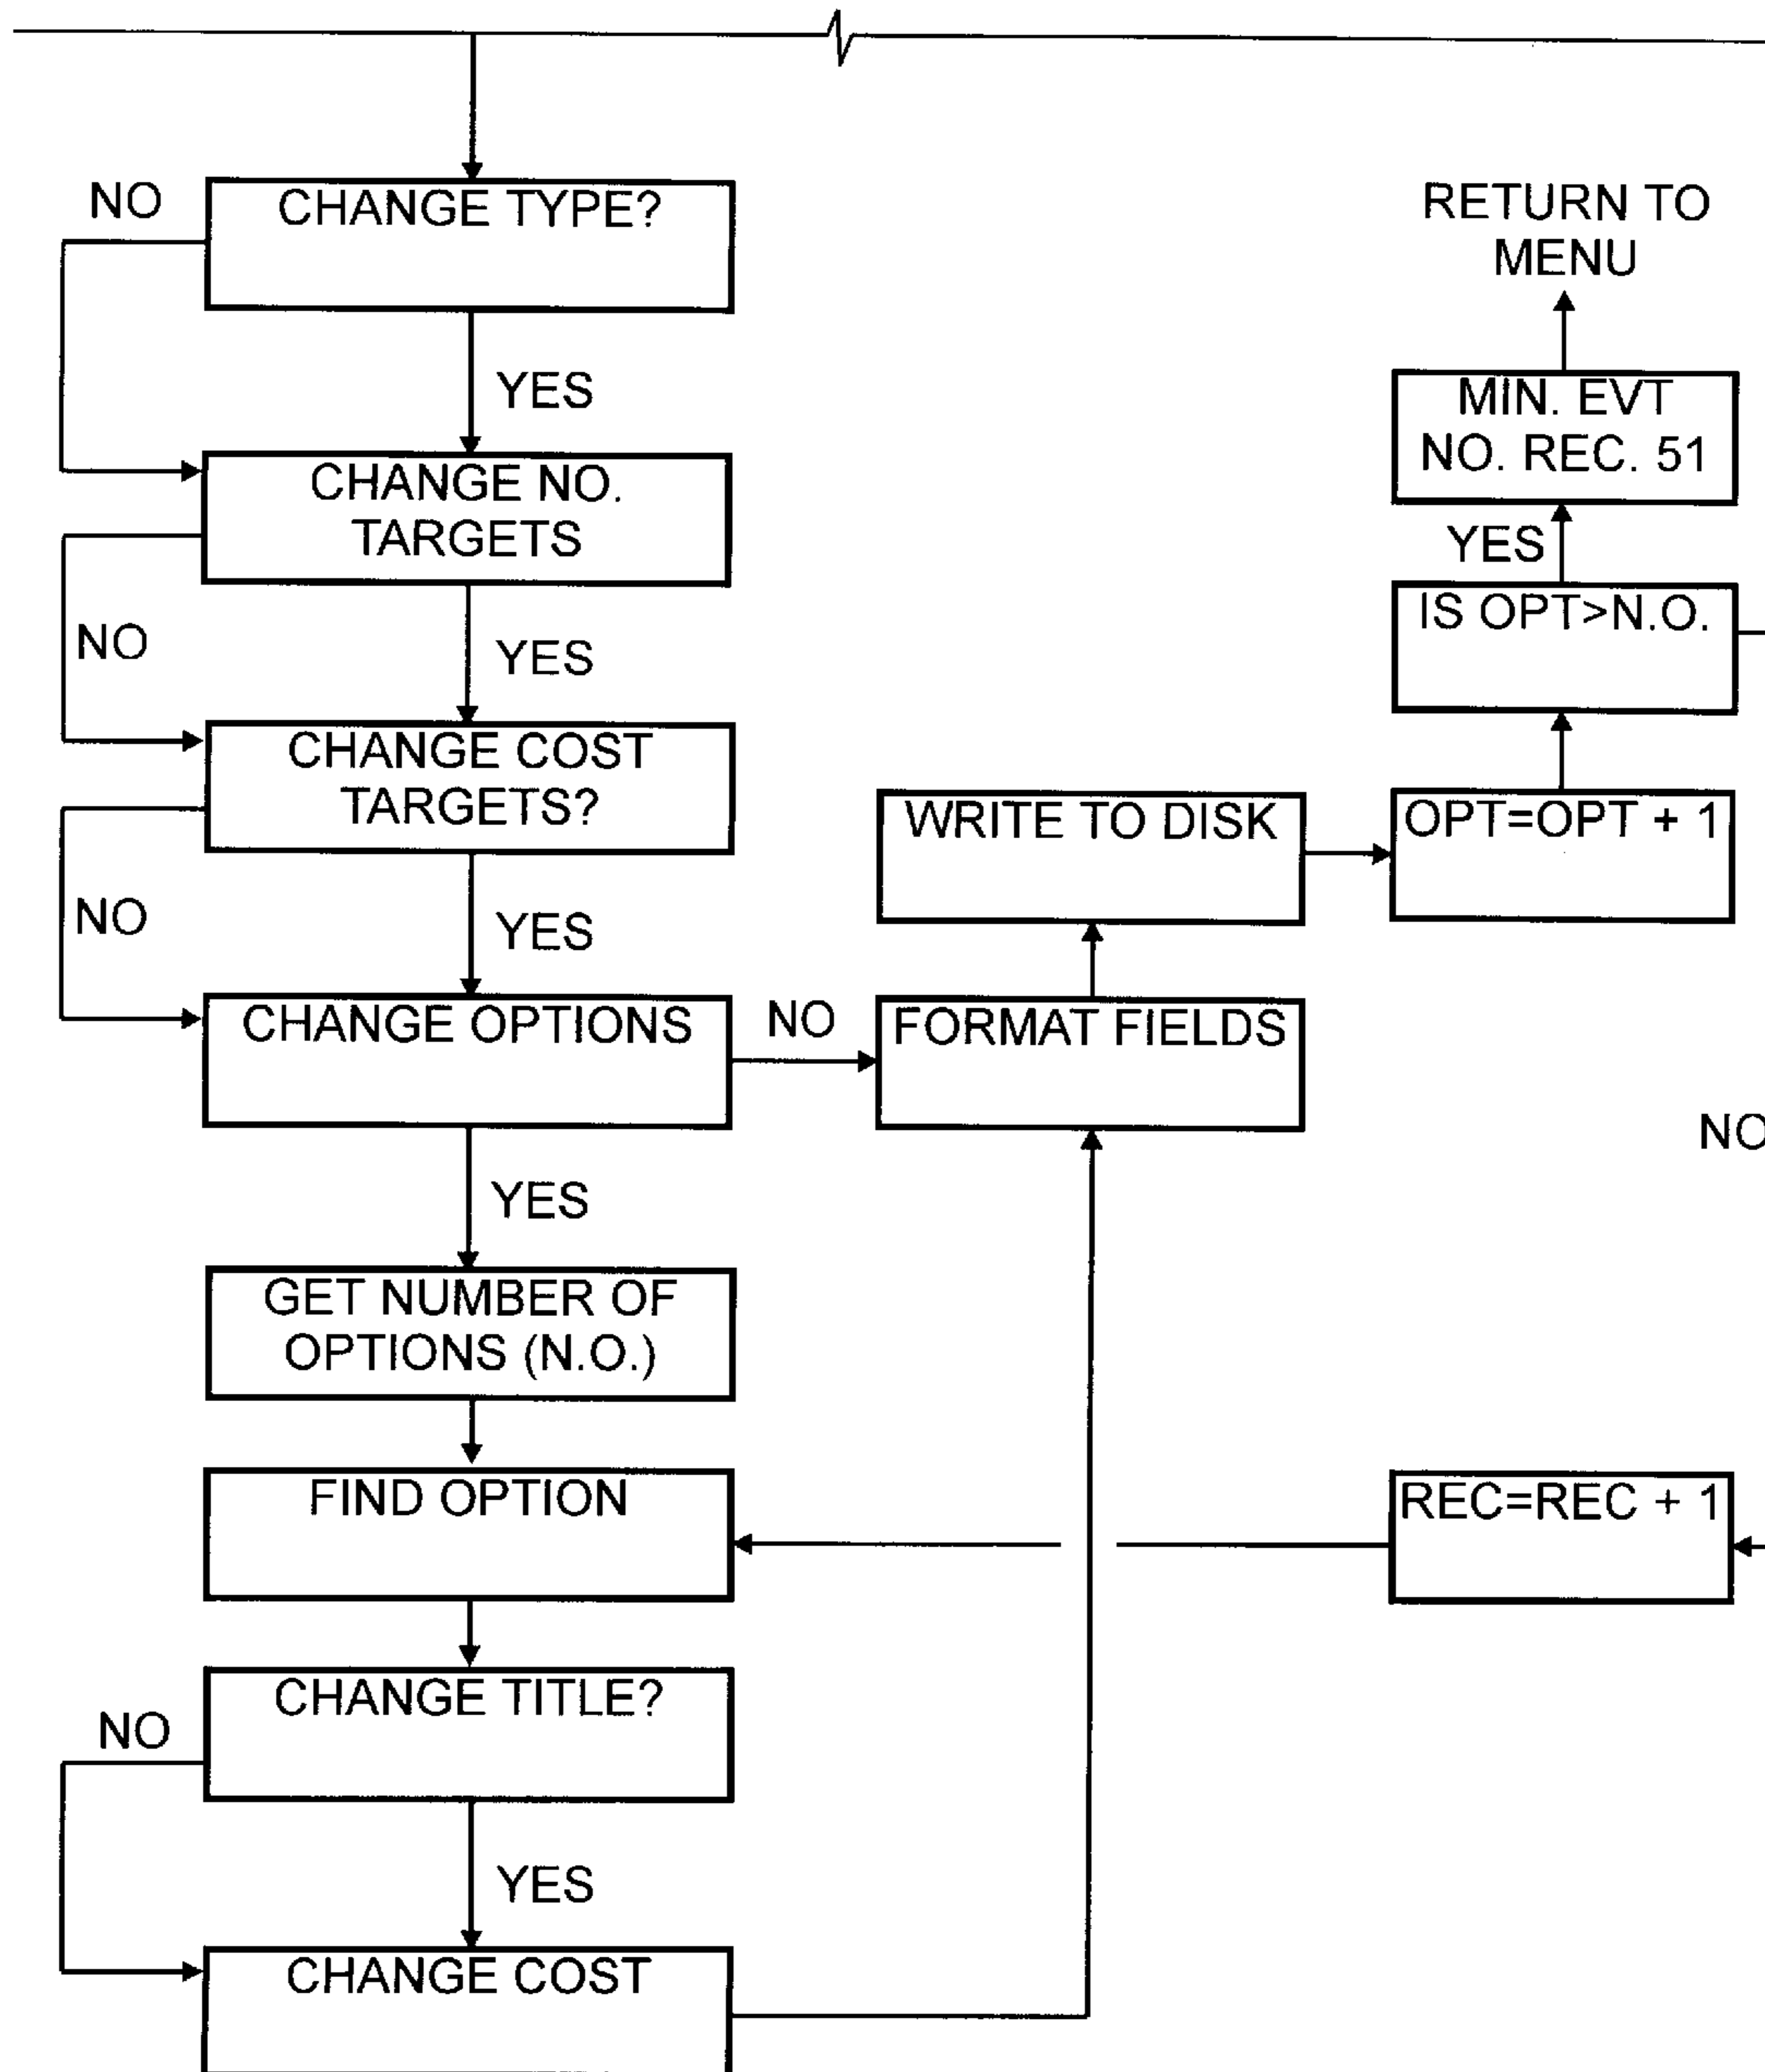 NO
CHANGE TYPE?
YES
CHANGE NO.
TARGETS
NO
YES
CHANGE COST
TARGETS?
NO
YES
CHANGE OPTIONS
NO
FORMAT FIELDS
WRITE TO DISK
OPT=OPT + 1
IS OPT>N.O.
YES
MIN. EVT
NO. REC. 51
RETURN TO
MENU
NO
YES
GET NUMBER OF
OPTIONS (N.O.)
FIND OPTION
REC=REC + 1
CHANGE TITLE?
NO
YES
CHANGE COST